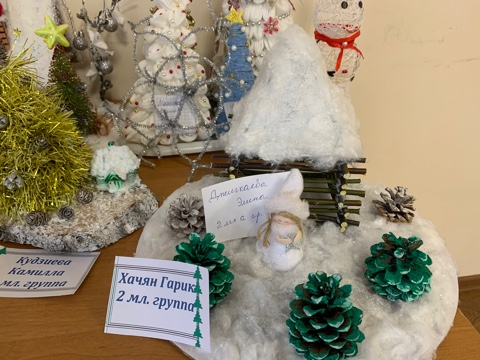 Кудзиева
Камилла
мл. группа
Хачян Гарик
2 мл. группа
Элина
2 мл
гр.